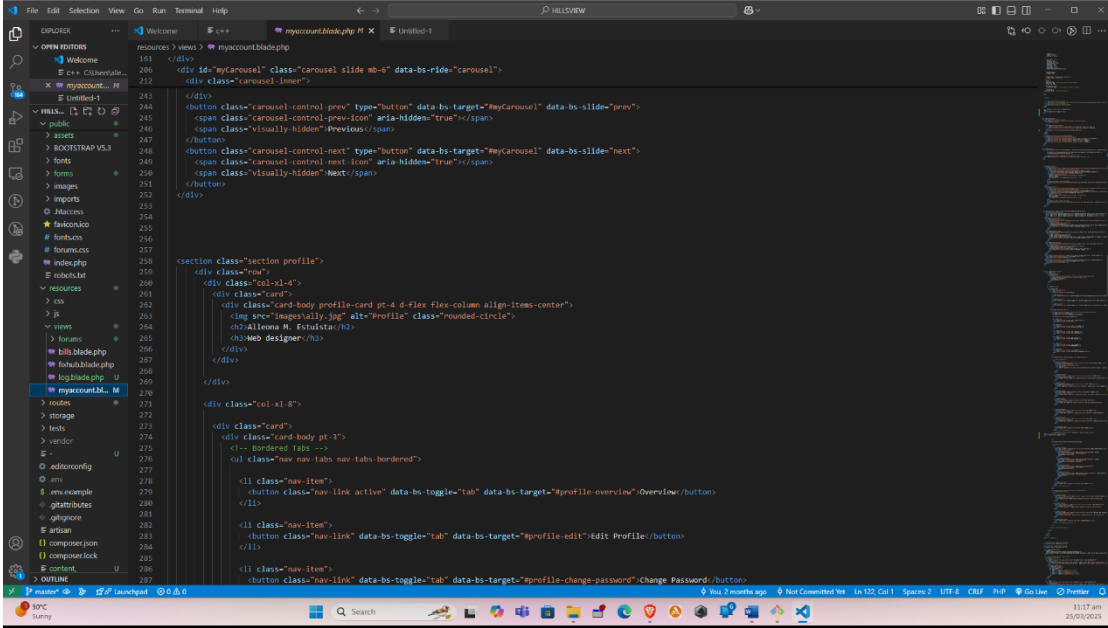 File Edit Selection View Go Run Terminal Help
HILLSVIEW
EXPLORER
OPEN EDITORS
Welcome
c++ C:\Users\alle...
myaccount.... M
Untitled-1
HILLS...
public
assets
BOOTSTRAP V5.3
fonts
forms
images
imports
.htaccess
favicon.ico
fonts.css
forums.css
index.php
robots.txt
resources
css
js
views
forums
bills.blade.php
fixhub.blade.php
log.blade.php U
myaccount.bl... M
routes
storage
tests
vendor
- U
.editorconfig
.env
.env.example
.gitattributes
.gitignore
artisan
composer.json
composer.lock
content, U
OUTLINE
Welcome
c++
myaccount.blade.php M
Untitled-1
resources > views > myaccount.blade.php
161 </div>
206 <div id="myCarousel" class="carousel slide mb-6" data-bs-ride="carousel">
212 <div class="carousel-inner">
243 </div>
244 <button class="carousel-control-prev" type="button" data-bs-target="#myCarousel" data-bs-slide="prev">
245 <span class="carousel-control-prev-icon" aria-hidden="true"></span>
246 <span class="visually-hidden">Previous</span>
247 </button>
248 <button class="carousel-control-next" type="button" data-bs-target="#myCarousel" data-bs-slide="next">
249 <span class="carousel-control-next-icon" aria-hidden="true"></span>
250 <span class="visually-hidden">Next</span>
251 </button>
252 </div>
253
254
255
256
257
258 <section class="section profile">
259 <div class="row">
260 <div class="col-xl-4">
261 <div class="card">
262 <div class="card-body profile-card pt-4 d-flex flex-column align-items-center">
263 <img src="images\ally.jpg" alt="Profile" class="rounded-circle">
264 <h2>Alleona M. Estuista</h2>
265 <h3>Web designer</h3>
266 </div>
267 </div>
268
269 </div>
270
271 <div class="col-xl-8">
272
273 <div class="card">
274 <div class="card-body pt-3">
275 <!-- Bordered Tabs -->
276 <ul class="nav nav-tabs nav-tabs-bordered">
277
278 <li class="nav-item">
279 <button class="nav-link active" data-bs-toggle="tab" data-bs-target="#profile-overview">Overview</button>
280 </li>
281
282 <li class="nav-item">
283 <button class="nav-link" data-bs-toggle="tab" data-bs-target="#profile-edit">Edit Profile</button>
284 </li>
285
286 <li class="nav-item">
287 <button class="nav-link" data-bs-toggle="tab" data-bs-target="#profile-change-password">Change Password</button>
master* Launchpad 0 0 You, 2 months ago Not Committed Yet Ln 122, Col 1 Spaces: 2 UTF-8 CRLF PHP Go Live Prettier
30°C
Sunny
Search
11:17 am
25/03/2025